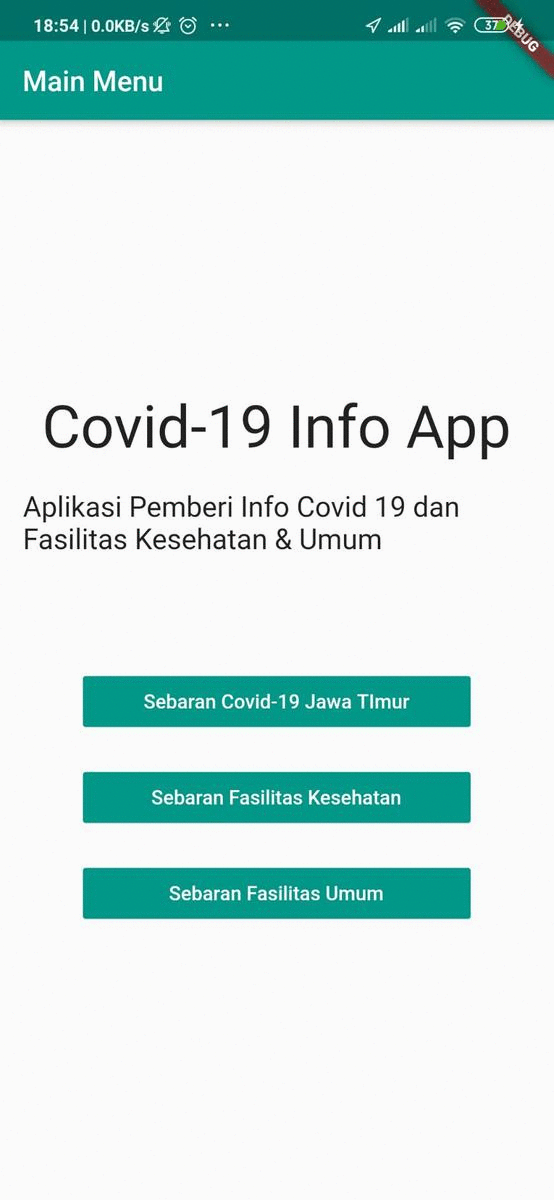 18:54 | 0.0KB/s
37
DEBUG
Main Menu
Covid-19 Info App
Aplikasi Pemberi Info Covid 19 dan
Fasilitas Kesehatan & Umum
Sebaran Covid-19 Jawa TImur
Sebaran Fasilitas Kesehatan
Sebaran Fasilitas Umum